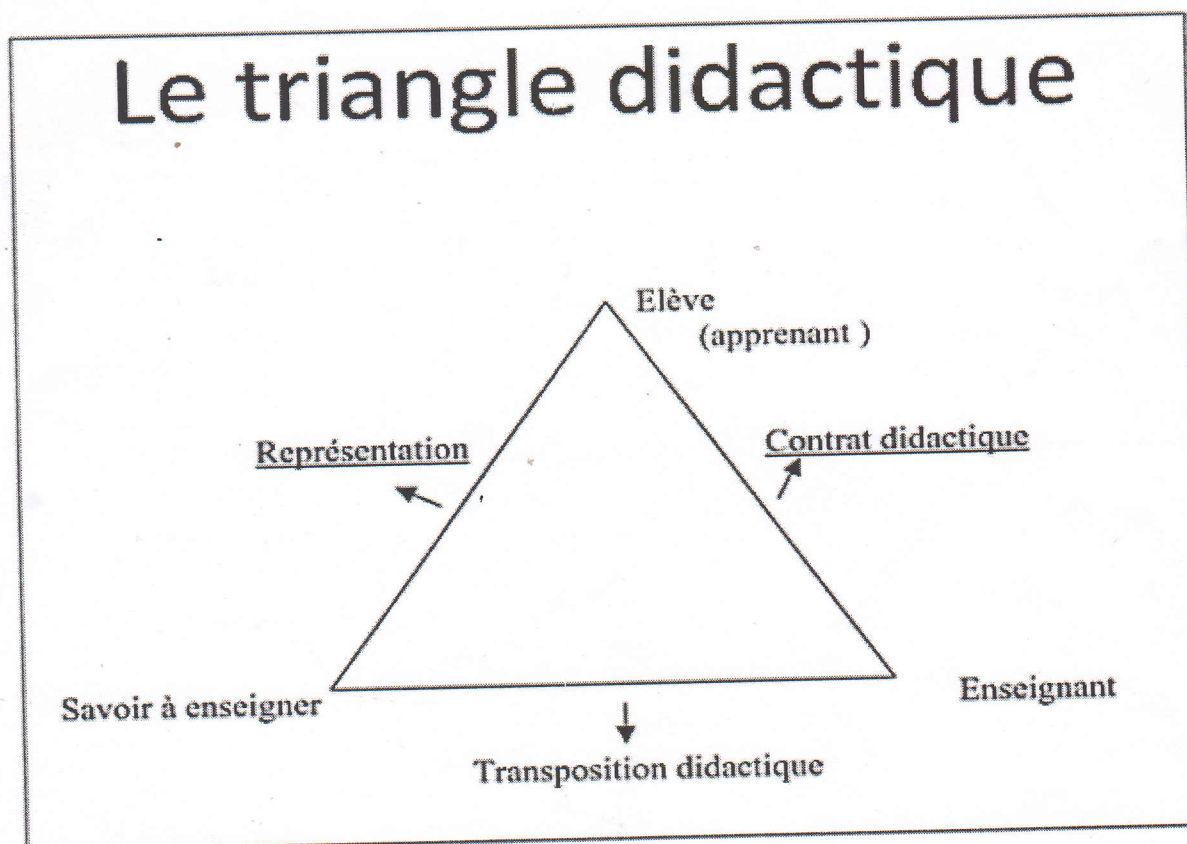 Le triangle didactique
Elève
(apprenant )
Représentation
Contrat didactique
Savoir à enseigner
Enseignant
Transposition didactique